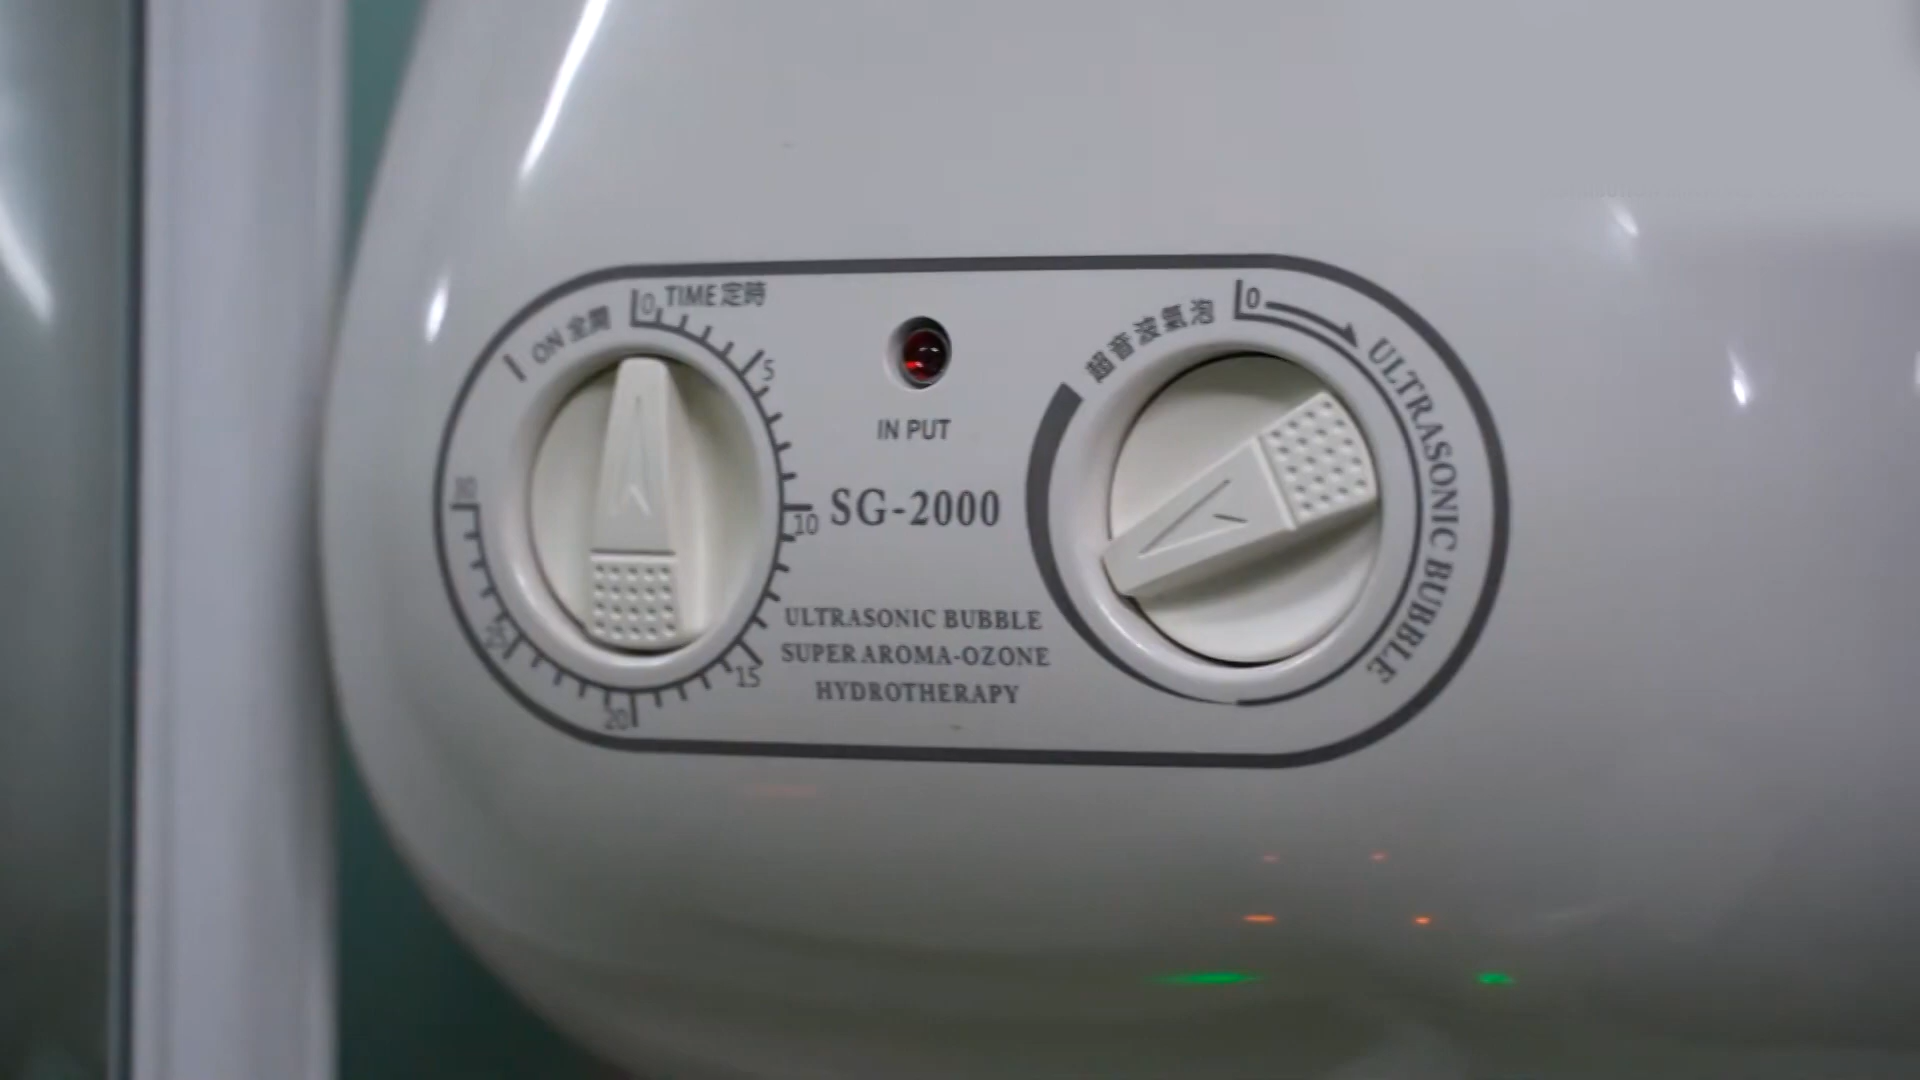 ON 全開
0 TIME 定時
5
10
15
20
25
30
IN PUT
SG-2000
ULTRASONIC BUBBLE
SUPER AROMA-OZONE
HYDROTHERAPY
超音波氣泡
0
ULTRASONIC BUBBLE